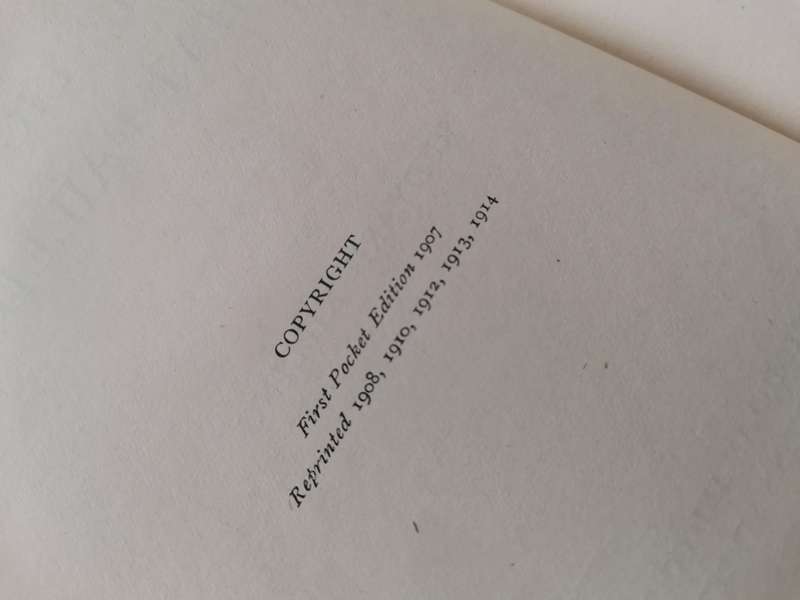 COPYRIGHT
First Pocket Edition 1907
Reprinted 1908, 1910, 1912, 1913, 1914